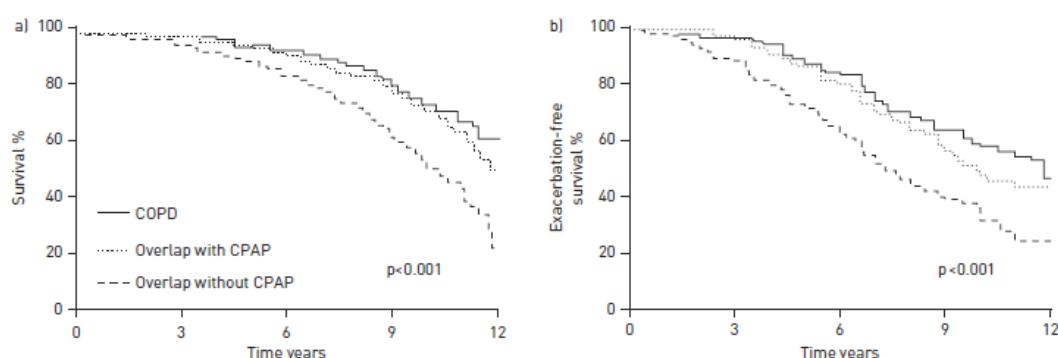 a)
100
80
60
40
20
0
Survival %
COPD
Overlap with CPAP
Overlap without CPAP
p<0.001
0 3 6 9 12
Time years
b)
100
80
60
40
20
0
Exacerbation-free
survival %
p<0.001
0 3 6 9 12
Time years